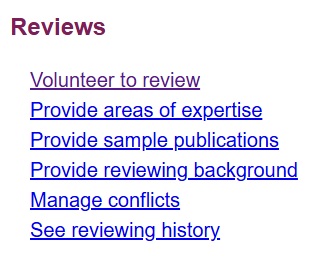 Reviews
Volunteer to review
Provide areas of expertise
Provide sample publications
Provide reviewing background
Manage conflicts
See reviewing history